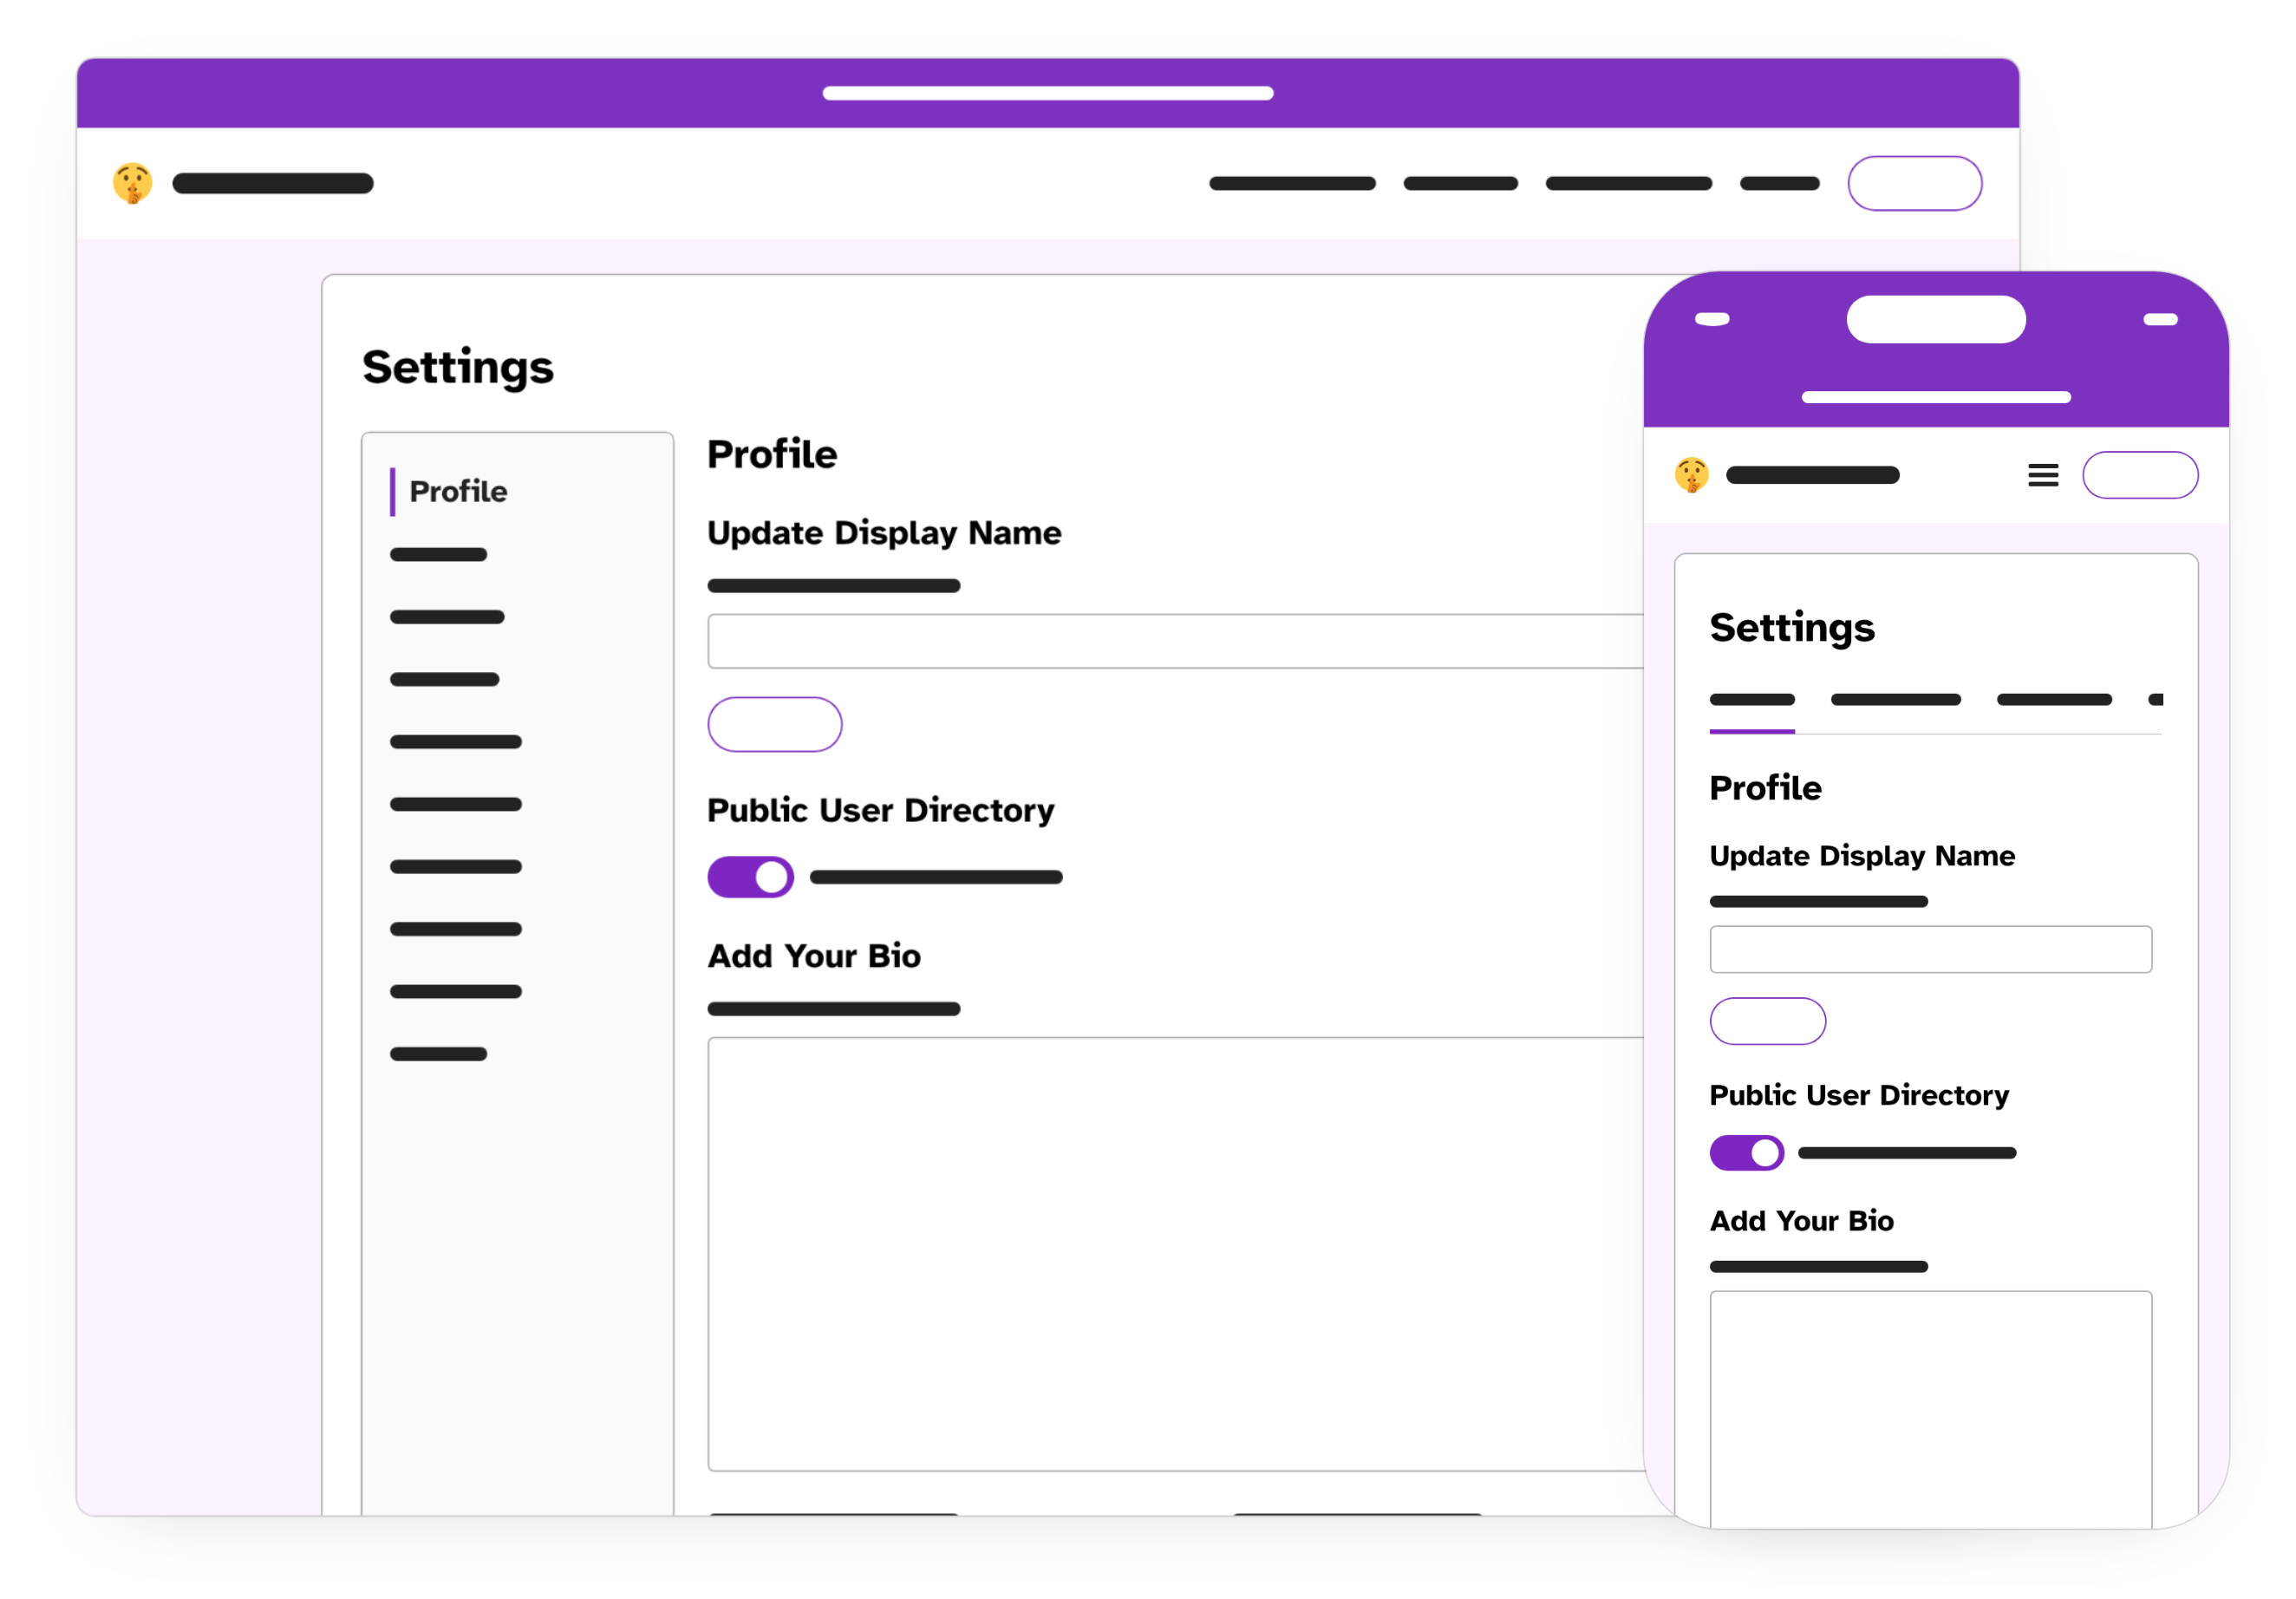 Settings
Profile
Profile
Update Display Name
Public User Directory
Add Your Bio
Settings
Profile
Update Display Name
Public User Directory
Add Your Bio